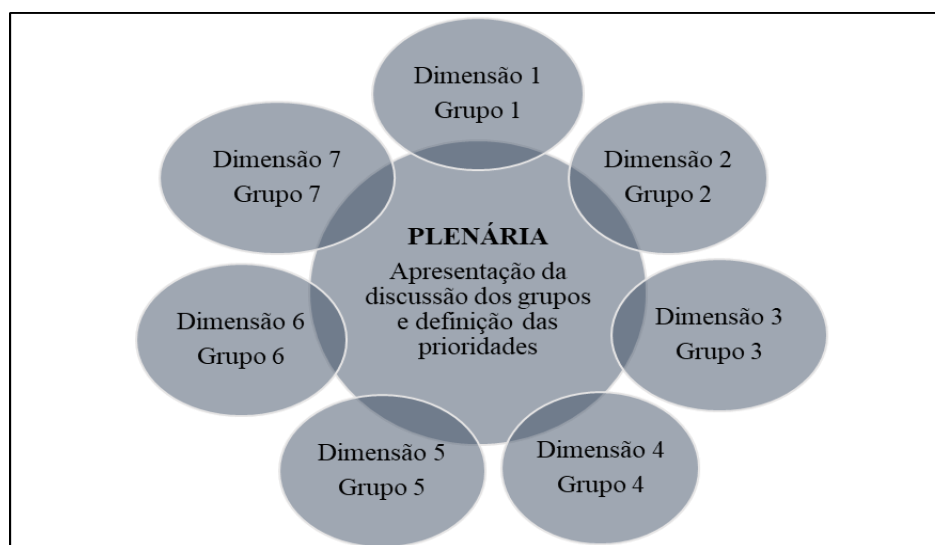 Dimensão 1
Grupo 1
Dimensão 2
Grupo 2
Dimensão 3
Grupo 3
Dimensão 4
Grupo 4
Dimensão 5
Grupo 5
Dimensão 6
Grupo 6
Dimensão 7
Grupo 7
PLENÁRIA
Apresentação da
discussão dos grupos
e definição das
prioridades